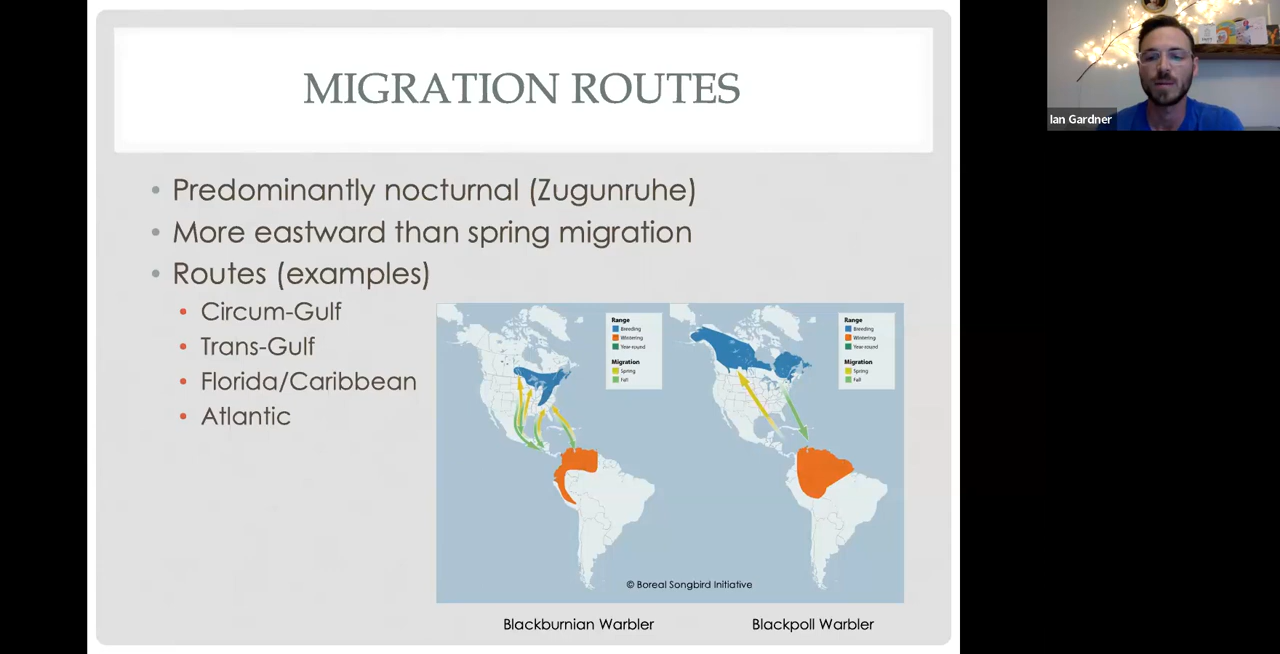 MIGRATION ROUTES
Predominantly nocturnal (Zugunruhe)
More eastward than spring migration
Routes (examples)
Circum-Gulf
Trans-Gulf
Florida/Caribbean
Atlantic
Range
Breeding
Wintering
Year-round
Migration
Spring
Fall
Range
Breeding
Wintering
Year-round
Migration
Spring
Fall
© Boreal Songbird Initiative
Blackburnian Warbler
Blackpoll Warbler
Ian Gardner